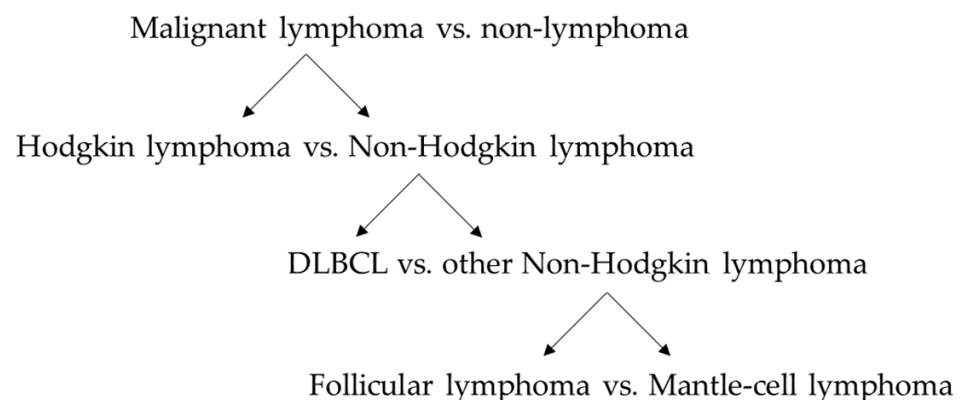 Malignant lymphoma vs. non-lymphoma
Hodgkin lymphoma vs. Non-Hodgkin lymphoma
DLBCL vs. other Non-Hodgkin lymphoma
Follicular lymphoma vs. Mantle-cell lymphoma